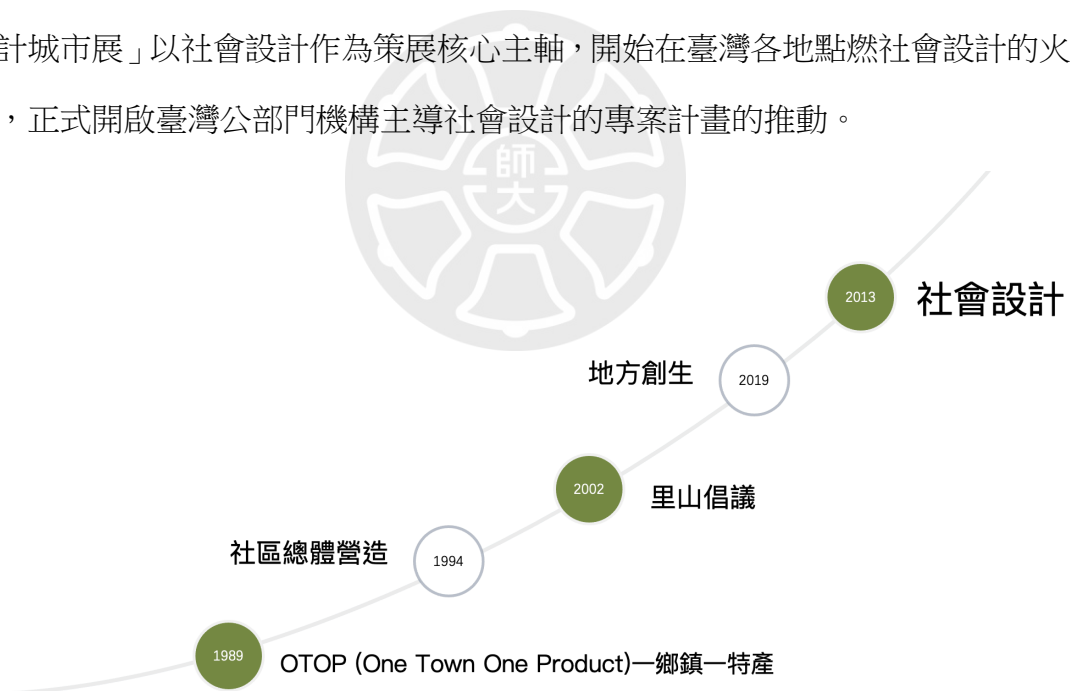 計城市展」以社會設計作為策展核心主軸，開始在臺灣各地點燃社會設計的火
，正式開啟臺灣公部門機構主導社會設計的專案計畫的推動。
師大
2013 社會設計
地方創生 2019
2002 里山倡議
社區總體營造 1994
1989 OTOP (One Town One Product)一鄉鎮一特產